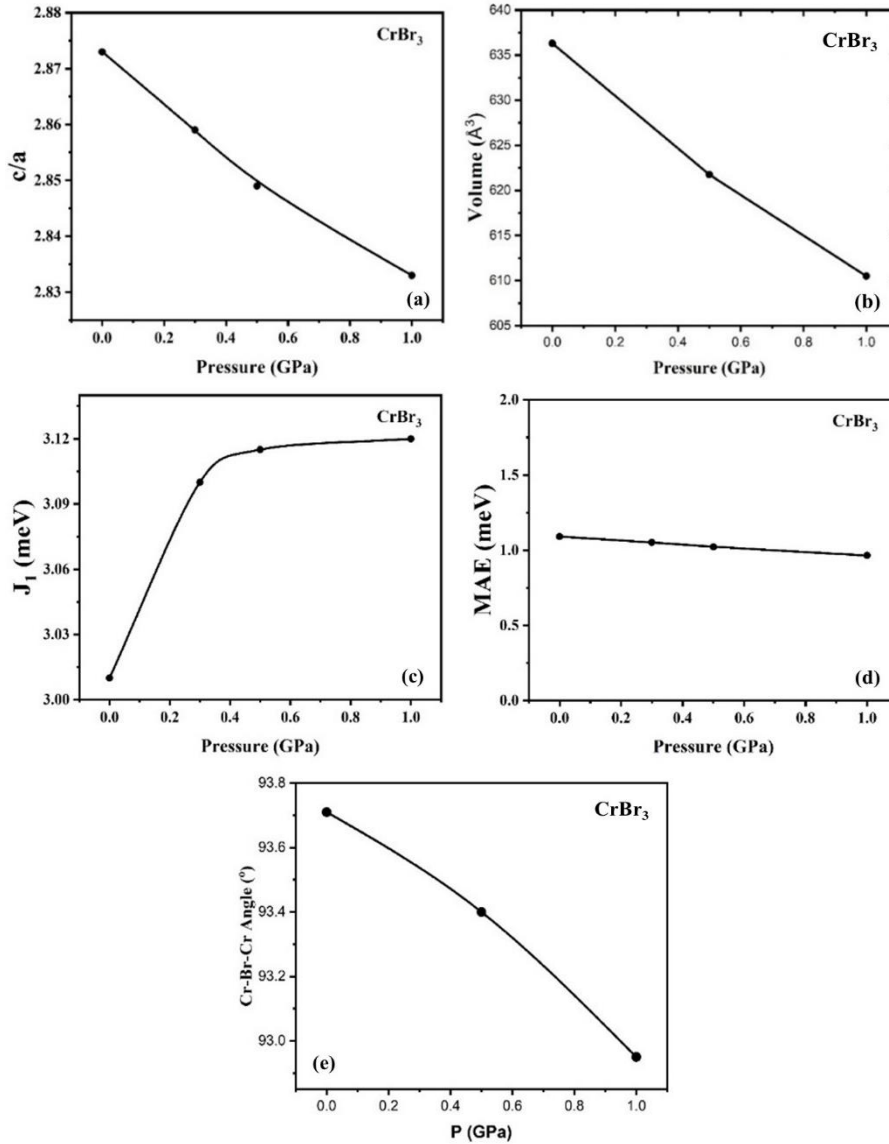 2.88
2.87
2.86
2.85
2.84
2.83
c/a
CrBr3
(a)
0.0 0.2 0.4 0.6 0.8 1.0
Pressure (GPa)
640
635
630
625
620
615
610
605
Volume (Å3)
CrBr3
(b)
0.0 0.2 0.4 0.6 0.8 1.0
Pressure (GPa)
3.12
3.09
3.06
3.03
3.00
J1 (meV)
CrBr3
(c)
0.0 0.2 0.4 0.6 0.8 1.0
Pressure (GPa)
2.0
1.5
1.0
0.5
0.0
MAE (meV)
CrBr3
(d)
0.0 0.2 0.4 0.6 0.8 1.0
Pressure (GPa)
93.8
93.6
93.4
93.2
93.0
Cr-Br-Cr Angle (°)
CrBr3
(e)
0.0 0.2 0.4 0.6 0.8 1.0
P (GPa)